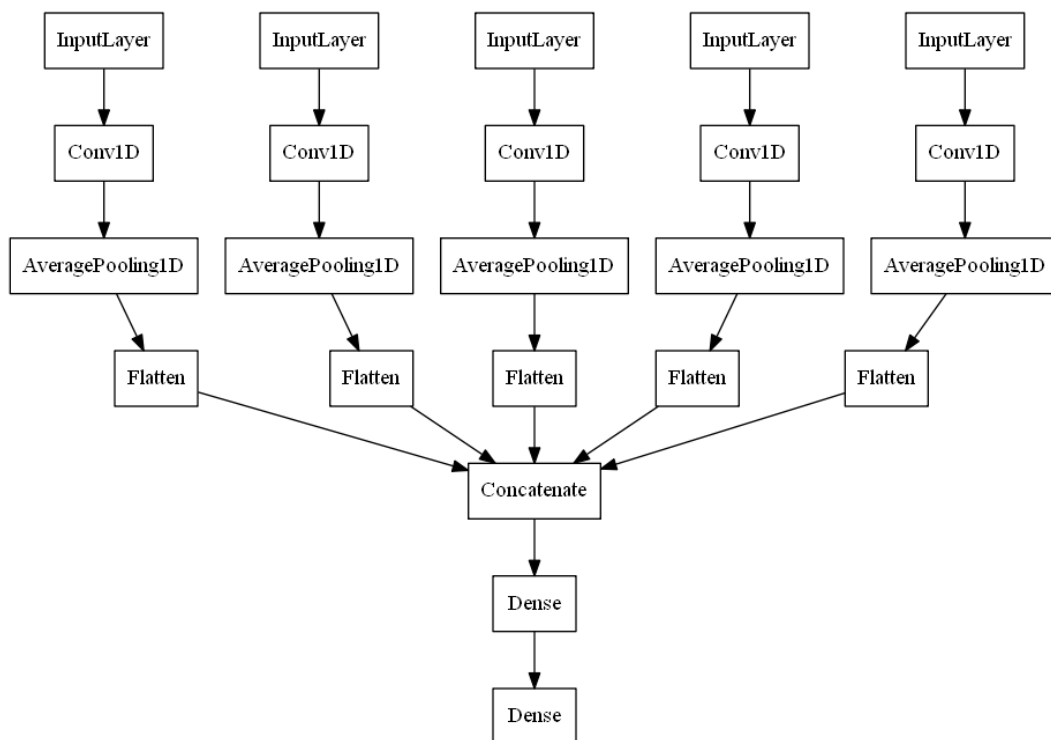 InputLayer
InputLayer
InputLayer
InputLayer
InputLayer
Conv1D
Conv1D
Conv1D
Conv1D
Conv1D
AveragePooling1D
AveragePooling1D
AveragePooling1D
AveragePooling1D
AveragePooling1D
Flatten
Flatten
Flatten
Flatten
Flatten
Concatenate
Dense
Dense